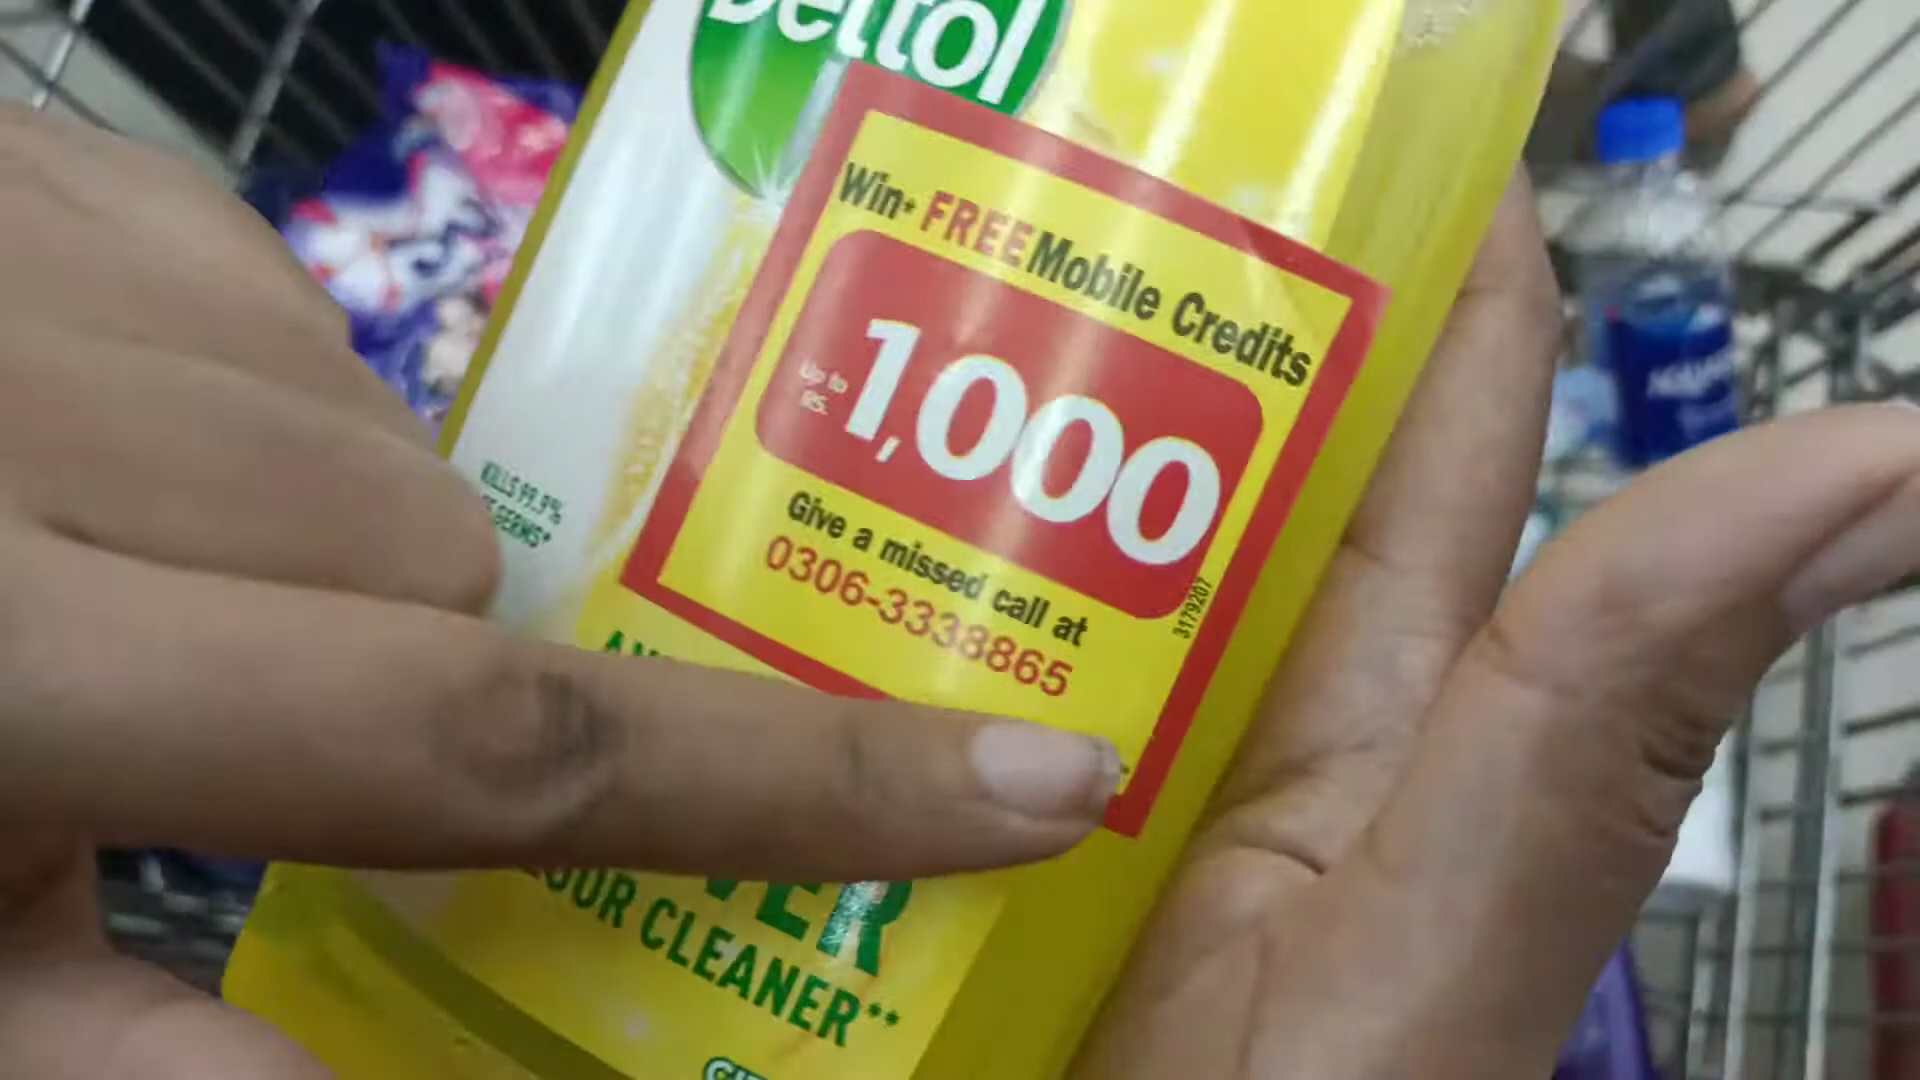 Dettol
Win* FREE Mobile Credits
Up to
RS.
1,000
Give a missed call at
0306-3338865
3179207
KILLS 99.9%
OF GERMS*
CLEANER**